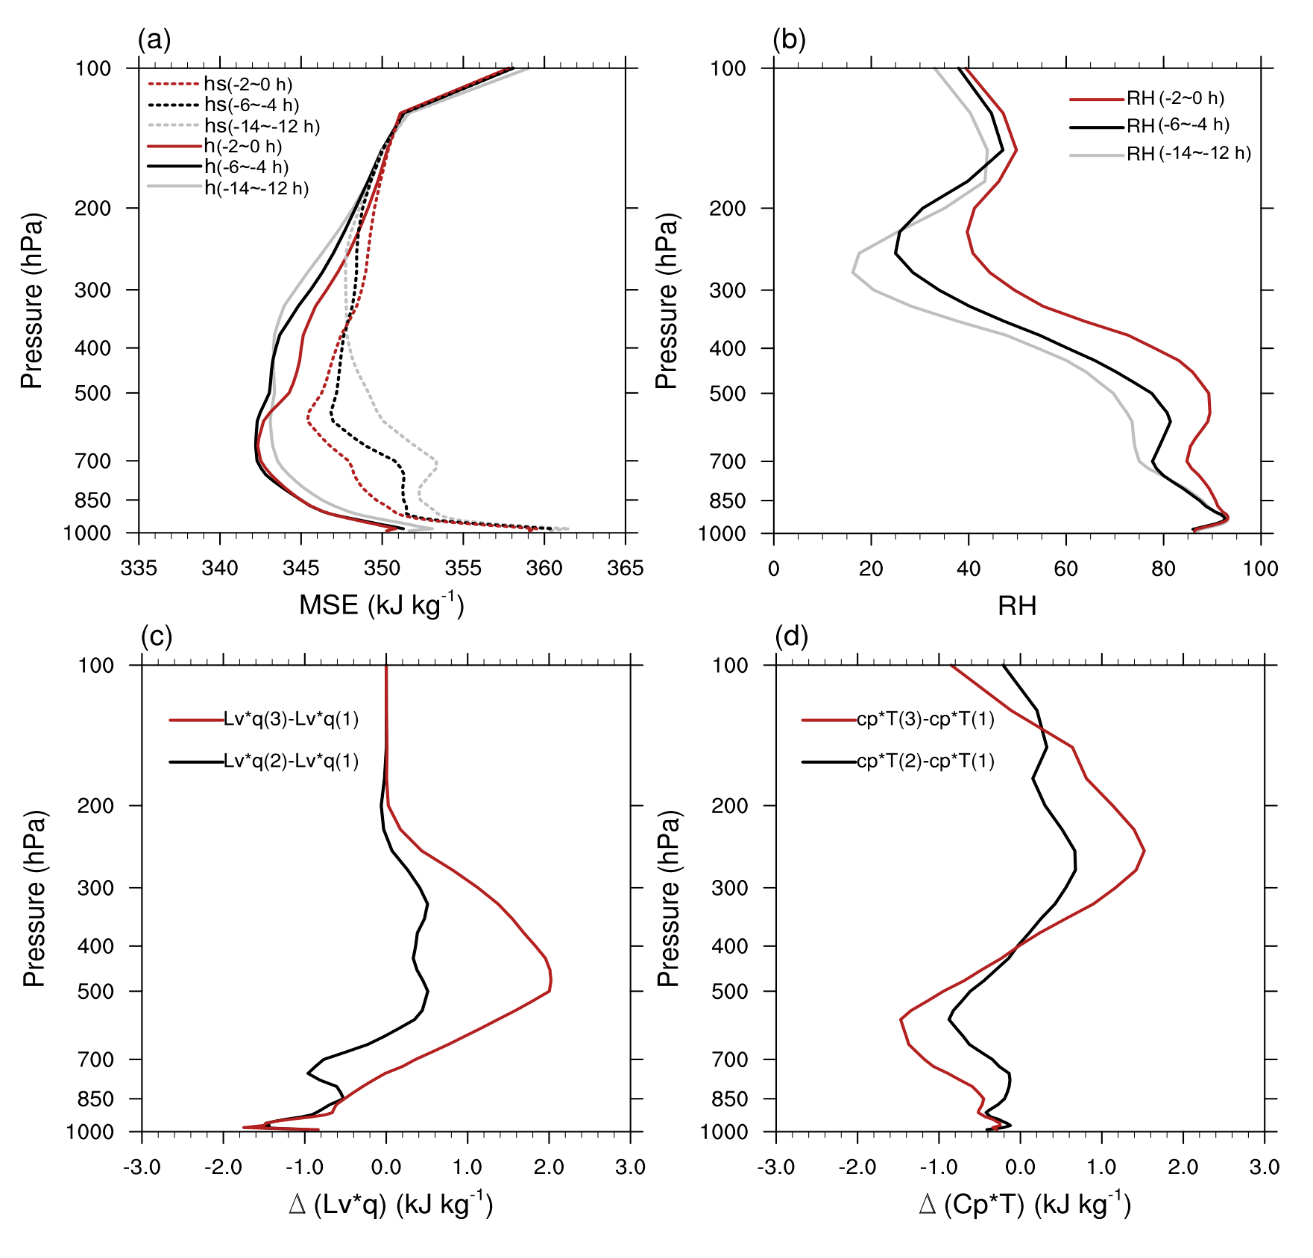 (a)
100
200
300
400
500
700
850
1000
Pressure (hPa)
hs(-2~0 h)
hs(-6~-4 h)
hs(-14~-12 h)
h(-2~0 h)
h(-6~-4 h)
h(-14~-12 h)
335 340 345 350 355 360 365
MSE (kJ kg-1)
(b)
100
200
300
400
500
700
850
1000
Pressure (hPa)
RH (-2~0 h)
RH (-6~-4 h)
RH (-14~-12 h)
0 20 40 60 80 100
RH
(c)
100
200
300
400
500
700
850
1000
Pressure (hPa)
Lv*q(3)-Lv*q(1)
Lv*q(2)-Lv*q(1)
-3.0 -2.0 -1.0 0.0 1.0 2.0 3.0
Δ (Lv*q) (kJ kg-1)
(d)
100
200
300
400
500
700
850
1000
Pressure (hPa)
cp*T(3)-cp*T(1)
cp*T(2)-cp*T(1)
-3.0 -2.0 -1.0 0.0 1.0 2.0 3.0
Δ (Cp*T) (kJ kg-1)